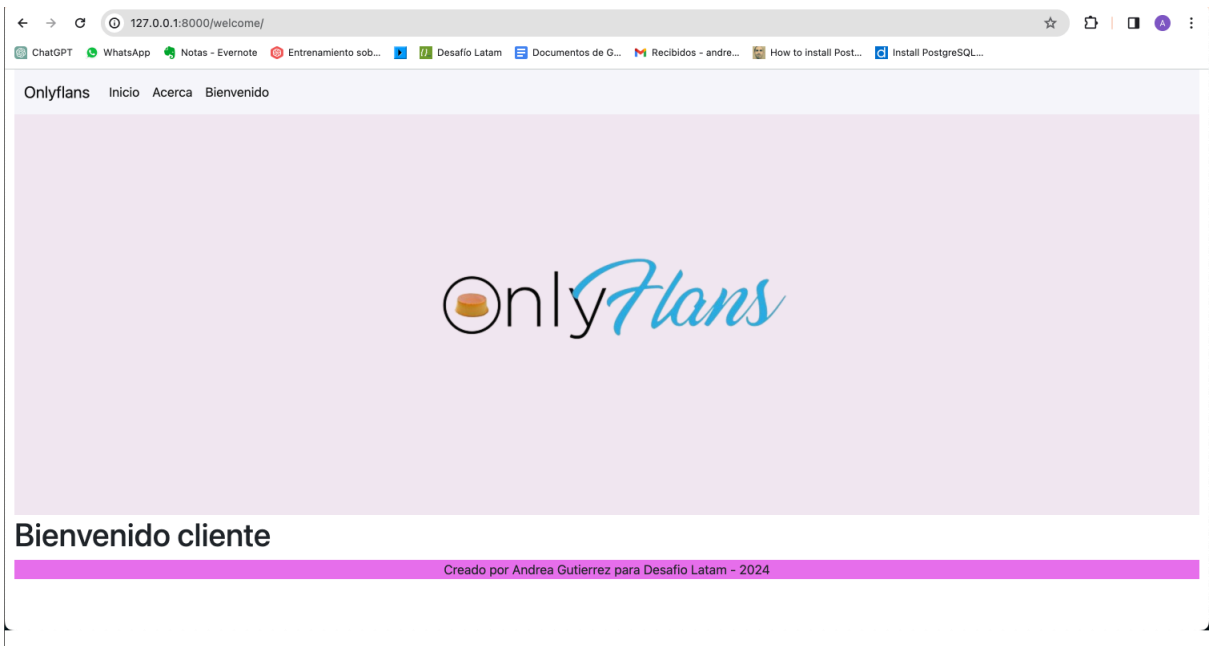 127.0.0.1:8000/welcome/
A
ChatGPT WhatsApp Notas - Evernote Entrenamiento sob... Desafío Latam Documentos de G... Recibidos - andre... How to install Post... d Install PostgreSQL...
Onlyflans Inicio Acerca Bienvenido
OnlyFlans
Bienvenido cliente
Creado por Andrea Gutierrez para Desafio Latam - 2024